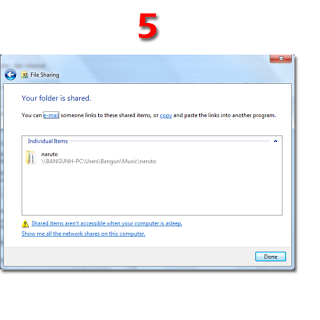 5
File Sharing
Your folder is shared.
You can e-mail someone links to these shared items, or copy and paste the links into another program.
Individual Items
naruto
\\BANGUNH-PC\Users\Bangun\Music\naruto
Shared items aren't accessible when your computer is asleep.
Show me all the network shares on this computer.
Done